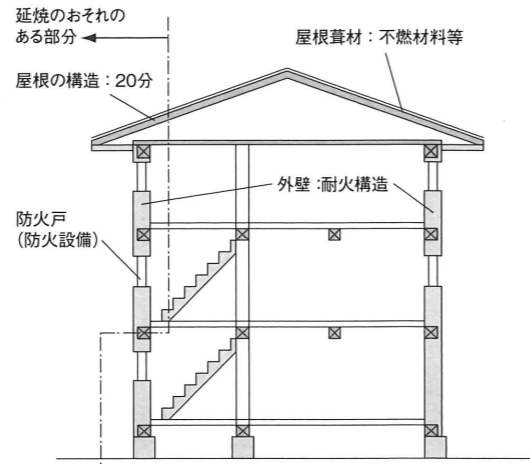 延焼のおそれの
ある部分
屋根葺材:不燃材料等
屋根の構造:20分
外壁:耐火構造
防火戸
(防火設備)